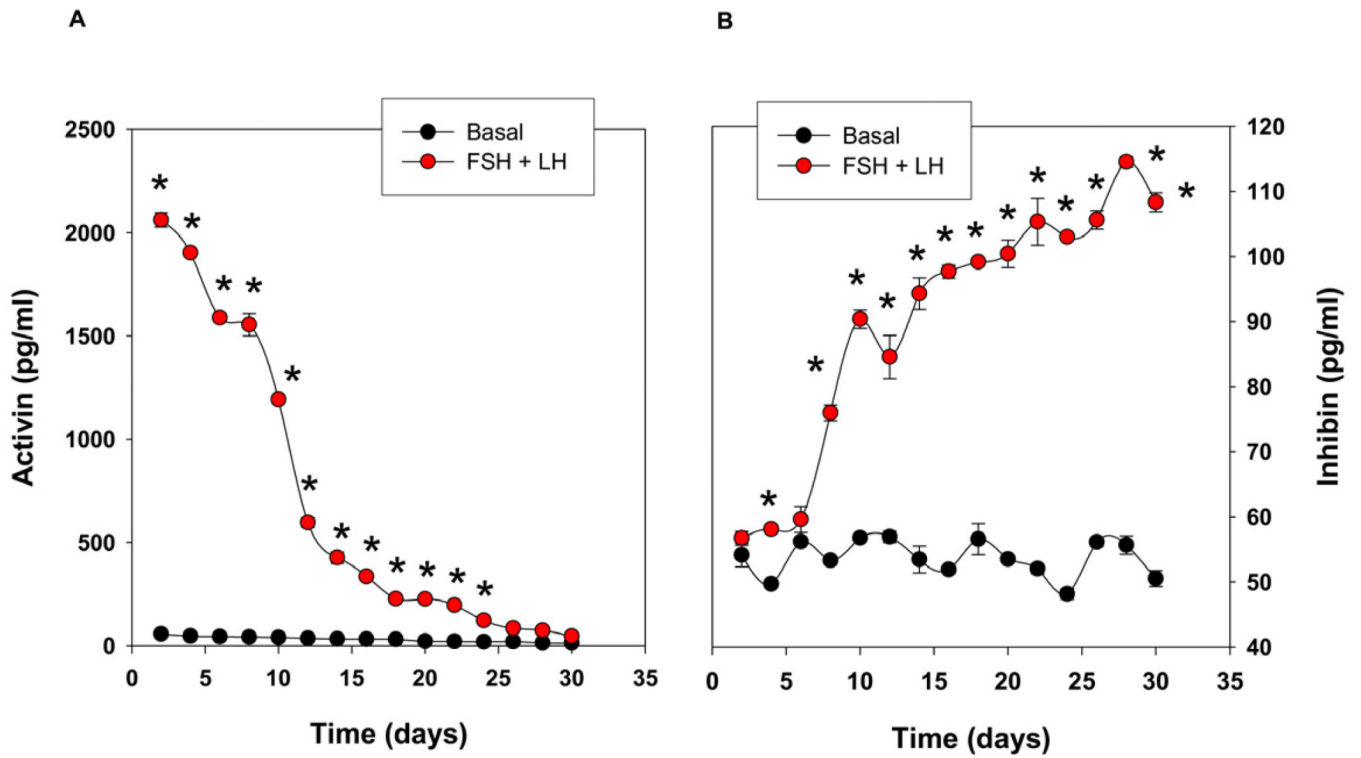 A
B
Basal
FSH + LH
Basal
FSH + LH
2500
2000
1500
1000
500
0
Activin (pg/ml)
* * * * * * * * * * * *
0 5 10 15 20 25 30 35
Time (days)
120
110
100
90
80
70
60
50
40
Inhibin (pg/ml)
* * * * * * * * * * * * * *
0 5 10 15 20 25 30 35
Time (days)